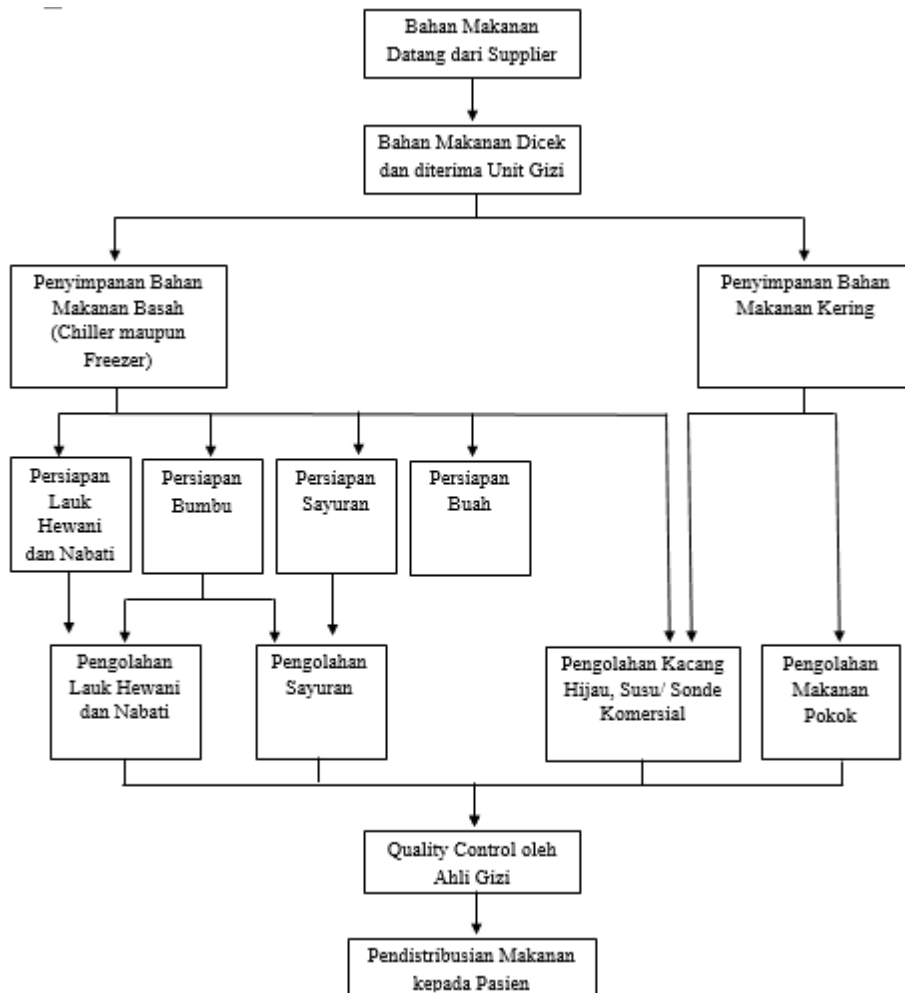 Bahan Makanan
Datang dari Supplier
Bahan Makanan Dicek
dan diterima Unit Gizi
Penyimpanan Bahan
Makanan Basah
(Chiller maupun
Freezer)
Penyimpanan Bahan
Makanan Kering
Persiapan
Lauk
Hewani
dan Nabati
Persiapan
Bumbu
Persiapan
Sayuran
Persiapan
Buah
Pengolahan
Lauk Hewani
dan Nabati
Pengolahan
Sayuran
Pengolahan Kacang
Hijau, Susu/ Sonde
Komersial
Pengolahan
Makanan
Pokok
Quality Control oleh
Ahli Gizi
Pendistribusian Makanan
kepada Pasien